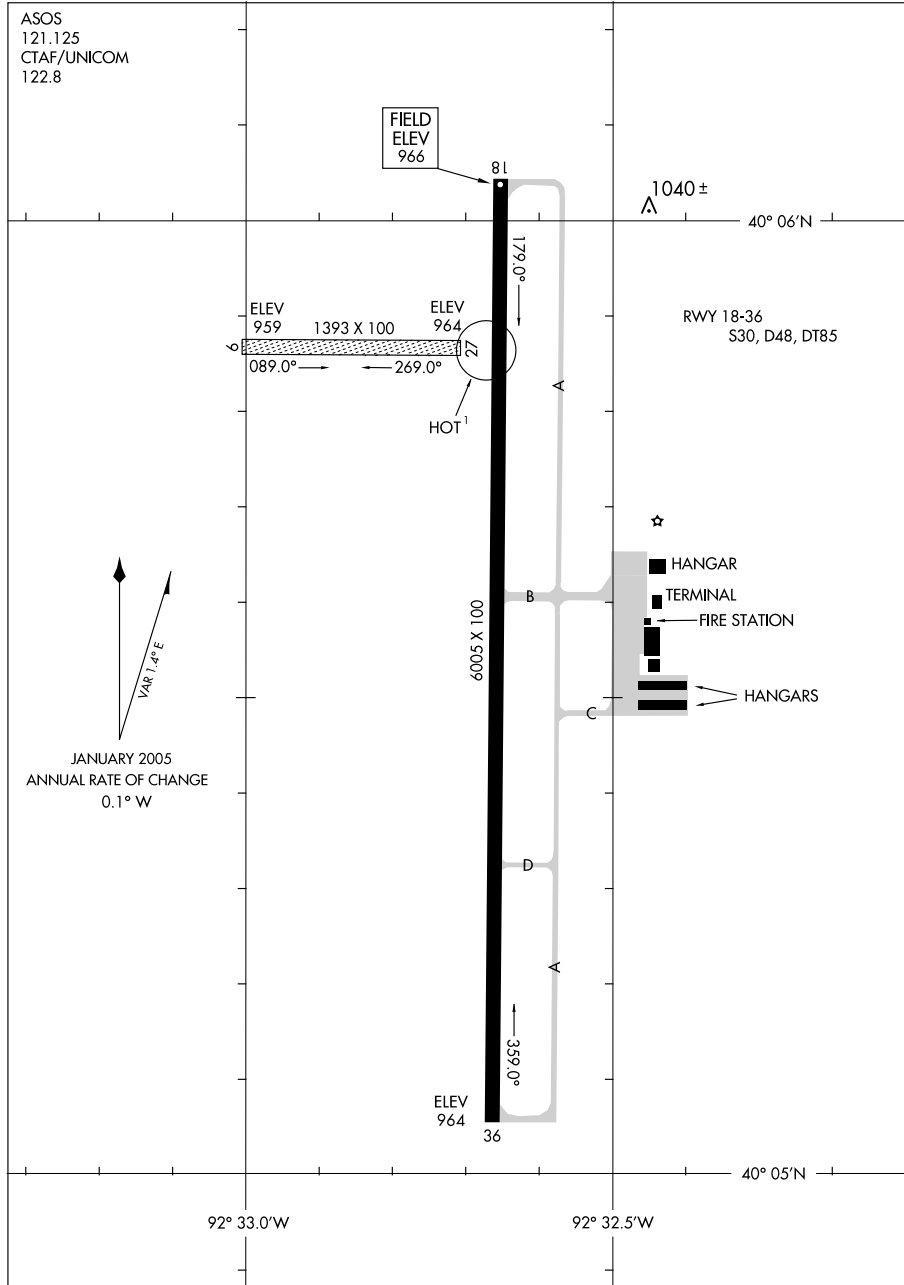 ASOS
121.125
CTAF/UNICOM
122.8
FIELD
ELEV
966
18
1040 ±
40° 06'N
179.0°
ELEV
959
1393 X 100
ELEV
964
RWY 18-36
S30, D48, DT85
9
27
089.0°
269.0°
HOT 1
A
HANGAR
B
TERMINAL
FIRE STATION
6005 X 100
VAR 1.4° E
HANGARS
C
JANUARY 2005
ANNUAL RATE OF CHANGE
0.1° W
D
A
359.0°
ELEV
964
36
40° 05'N
92° 33.0'W
92° 32.5'W